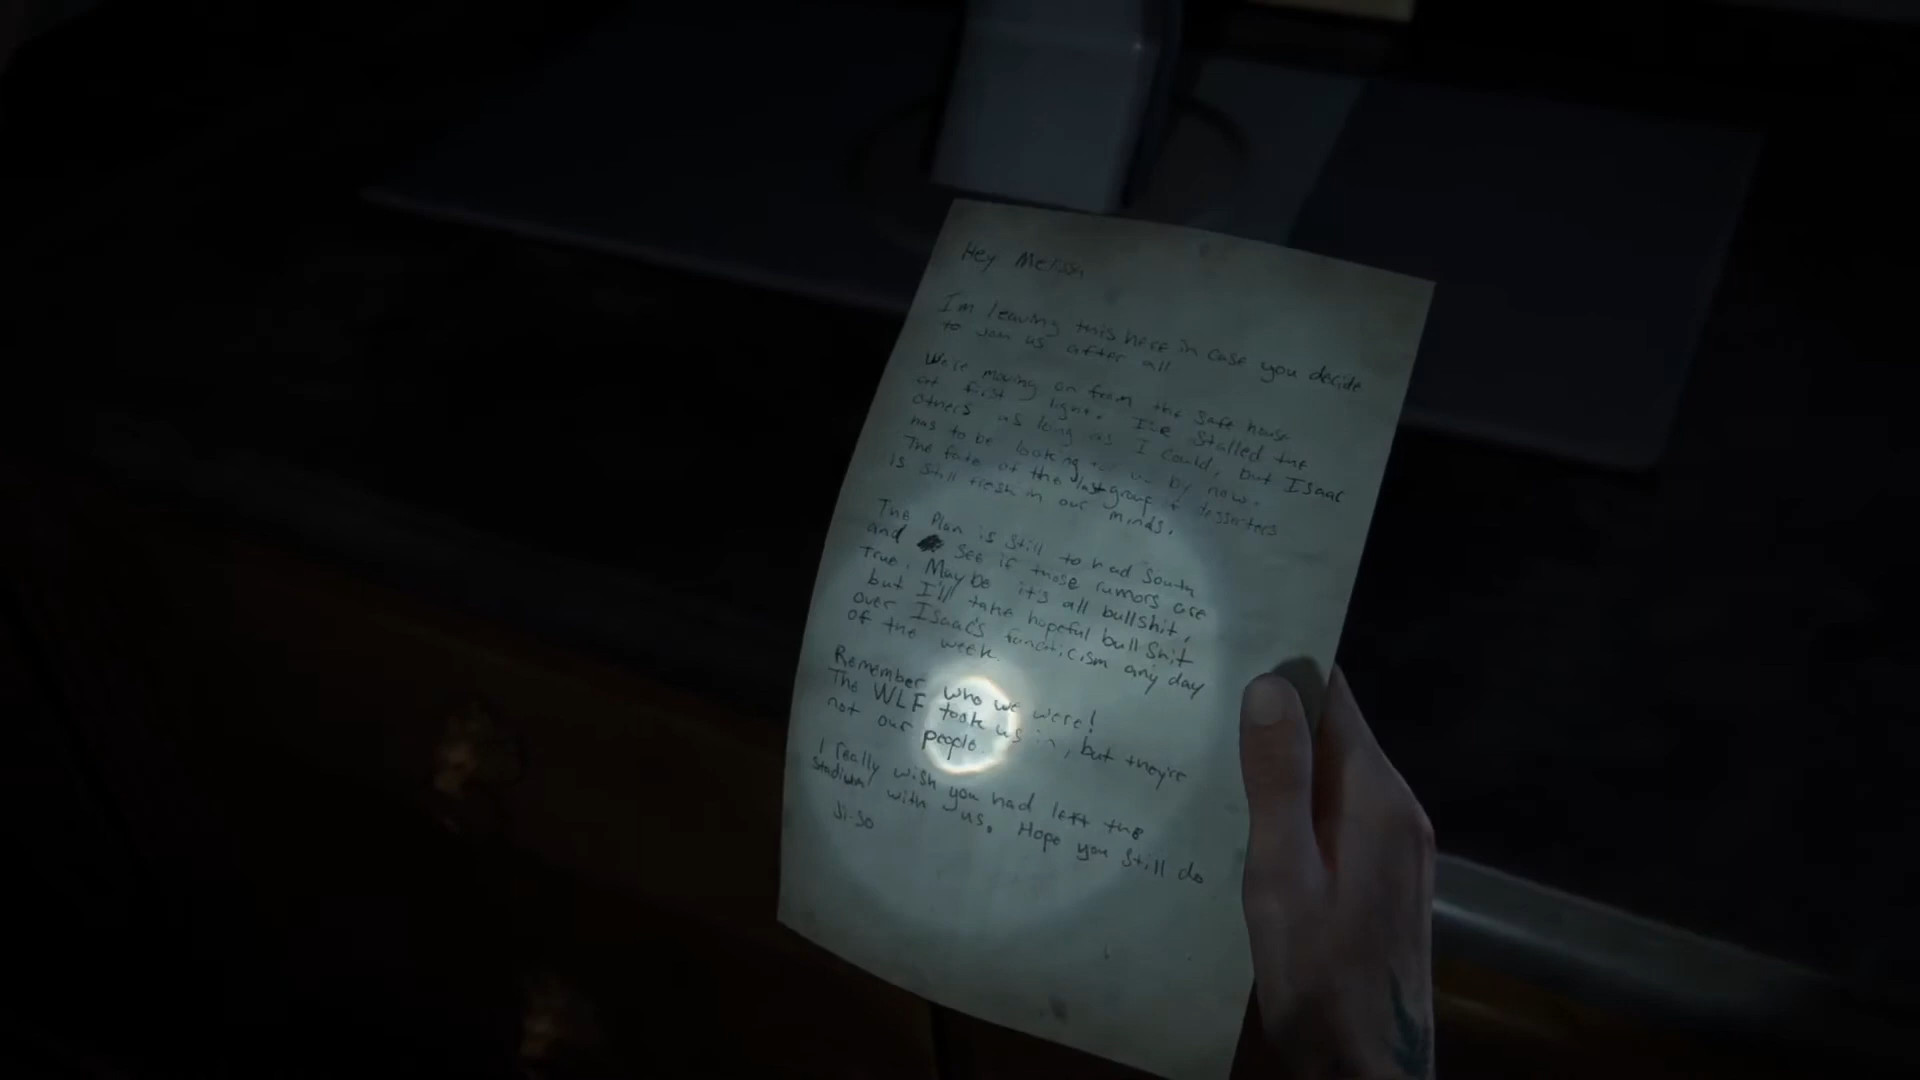 Hey Melissa
I'm leaving this here in case you decide
to join us after all
We're moving on from the safe house
at first light. I've stalled the
others as long as I could, but Isaac
has to be looking for us by now.
The fate of the last group of desserters
is still fresh in our minds.
The Plan is still to had South
and see if those rumors are
True. Maybe it's all bullshit,
but I'll take hopeful bullshit
over Isaac's fanaticism any day
of the week.
Remember who we were!
The WLF took us in, but they're
not our people.
I really wish you had left the
stadium with us. Hope you still do
Ji-So